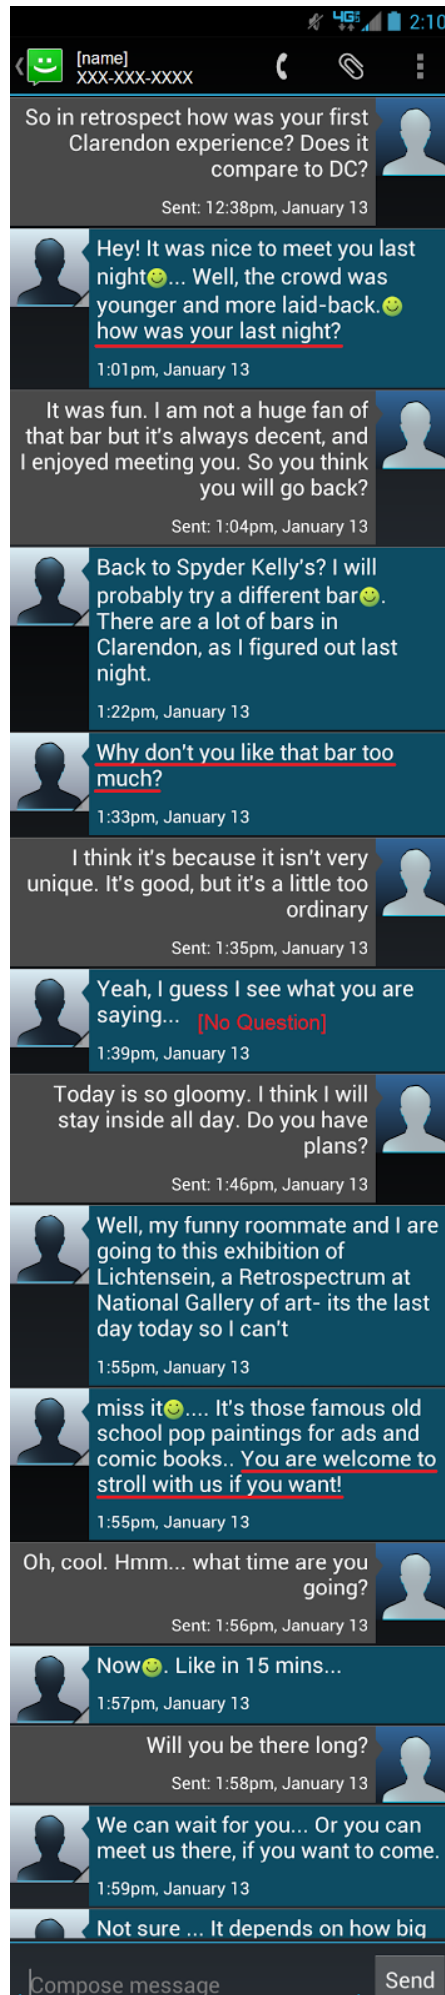 4G 2:10
[name]
XXX-XXX-XXXX
So in retrospect how was your first
Clarendon experience? Does it
compare to DC?
Sent: 12:38pm, January 13
Hey! It was nice to meet you last
night... Well, the crowd was
younger and more laid-back.
how was your last night?
1:01pm, January 13
It was fun. I am not a huge fan of
that bar but it's always decent, and
I enjoyed meeting you. So you think
you will go back?
Sent: 1:04pm, January 13
Back to Spyder Kelly's? I will
probably try a different bar.
There are a lot of bars in
Clarendon, as I figured out last
night.
1:22pm, January 13
Why don't you like that bar too
much?
1:33pm, January 13
I think it's because it isn't very
unique. It's good, but it's a little too
ordinary
Sent: 1:35pm, January 13
Yeah, I guess I see what you are
saying... [No Question]
1:39pm, January 13
Today is so gloomy. I think I will
stay inside all day. Do you have
plans?
Sent: 1:46pm, January 13
Well, my funny roommate and I are
going to this exhibition of
Lichtensein, a Retrospectrum at
National Gallery of art- its the last
day today so I can't
1:55pm, January 13
miss it.... It's those famous old
school pop paintings for ads and
comic books.. You are welcome to
stroll with us if you want!
1:55pm, January 13
Oh, cool. Hmm... what time are you
going?
Sent: 1:56pm, January 13
Now. Like in 15 mins...
1:57pm, January 13
Will you be there long?
Sent: 1:58pm, January 13
We can wait for you... Or you can
meet us there, if you want to come.
1:59pm, January 13
Not sure ... It depends on how big
Compose message
Send